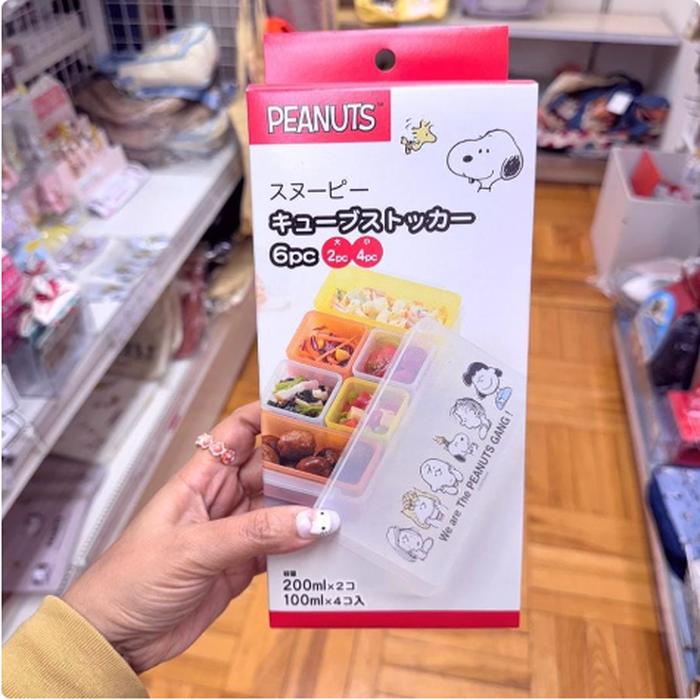 PEANUTS
スヌーピー
キューブストッカー
6pc 大 2pc 小 4pc
We are The PEANUTS GANG!
容量
200ml×2コ
100ml×4コ入